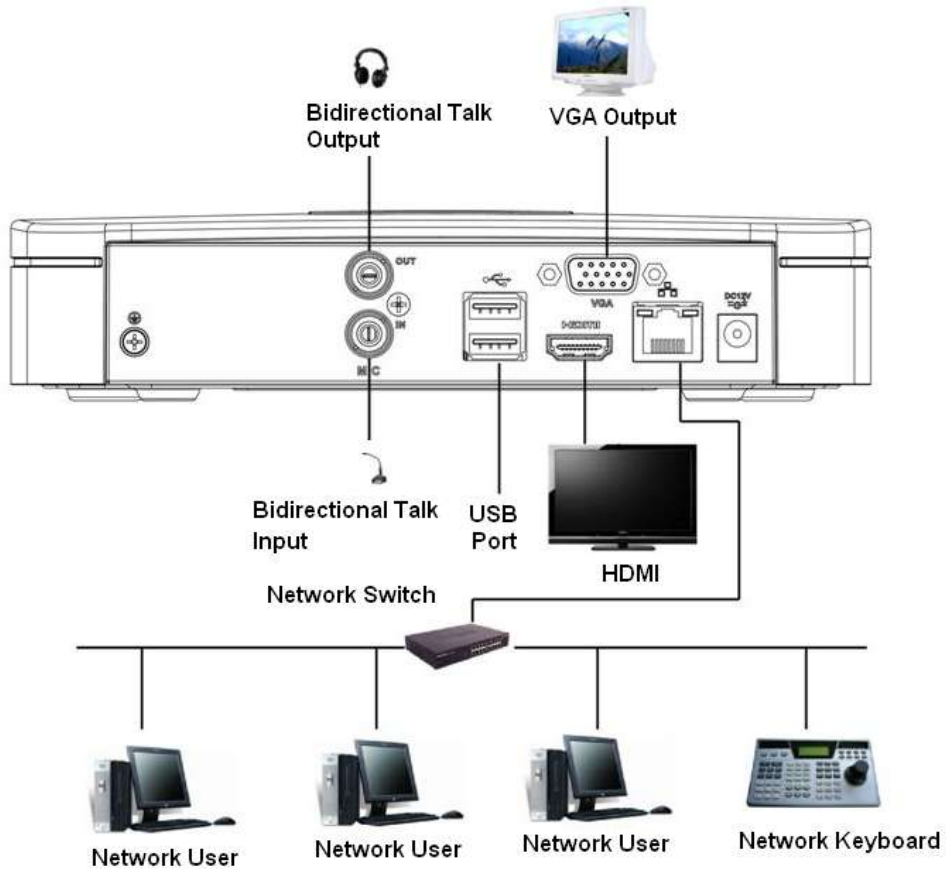 Bidirectional Talk
Output
VGA Output
OUT
IN
MIC
VGA
HDMI
DC12V
Bidirectional Talk
Input
USB
Port
HDMI
Network Switch
Network User
Network User
Network User
Network Keyboard